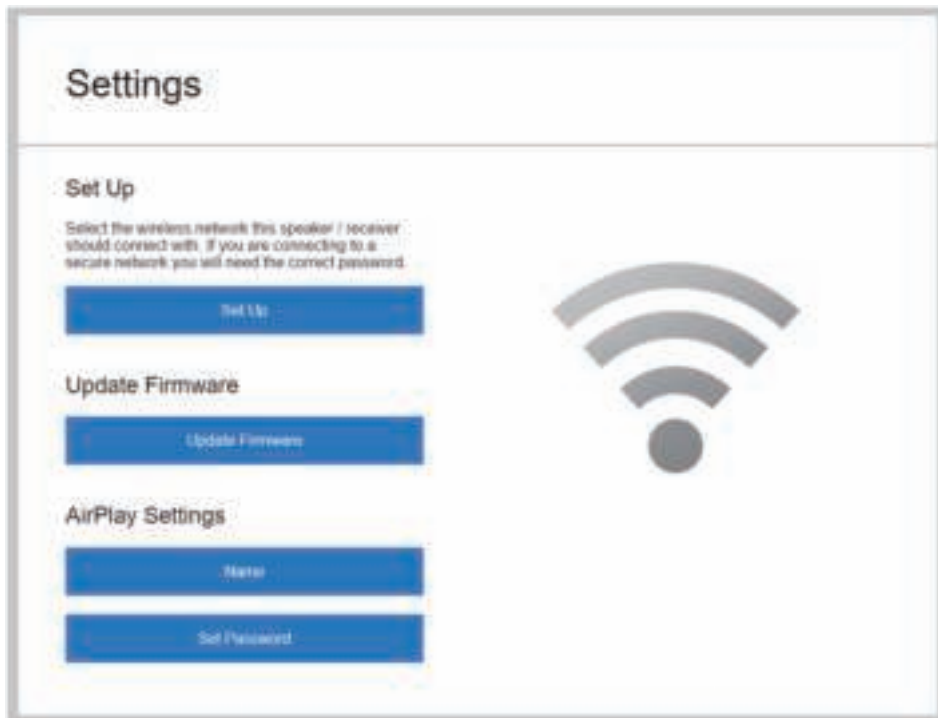 Settings
Set Up
Select the wireless network this speaker / receiver
should connect with. If you are connecting to a
secure network you will need the correct password.
Set Up
Update Firmware
Update Firmware
AirPlay Settings
Name
Set Password